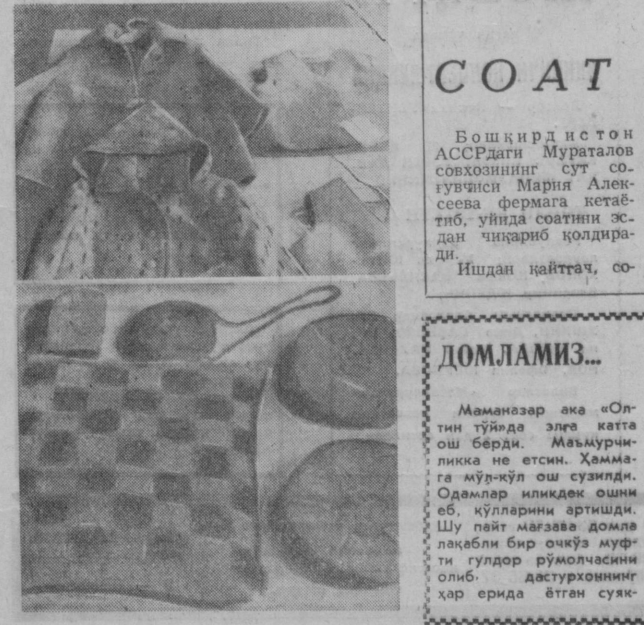 СОАТ
Бошқирдистон
АССРдаги Мураталов
совхозининг сут со-
ғувчиси Мария Алек-
сеева фермага кетаё-
тиб, уйида соатини эс-
дан чиқариб қолдира-
ди.
Ишдан қайтгач, со-
ДОМЛАМИЗ...
Маманазар ака «Ол-
тин тўй»да элга катта
ош берди. Маъмурчи-
ликка не етсин. Ҳамма-
га мўл-кўл ош сузилди.
Одамлар иликдек ошни
еб, қўлларини артишди.
Шу пайт мағзава домла
лақабли бир очкўз муф-
ти гулдор рўмолчасини
олиб, дастурхоннинг
ҳар ерида ётган суяк-